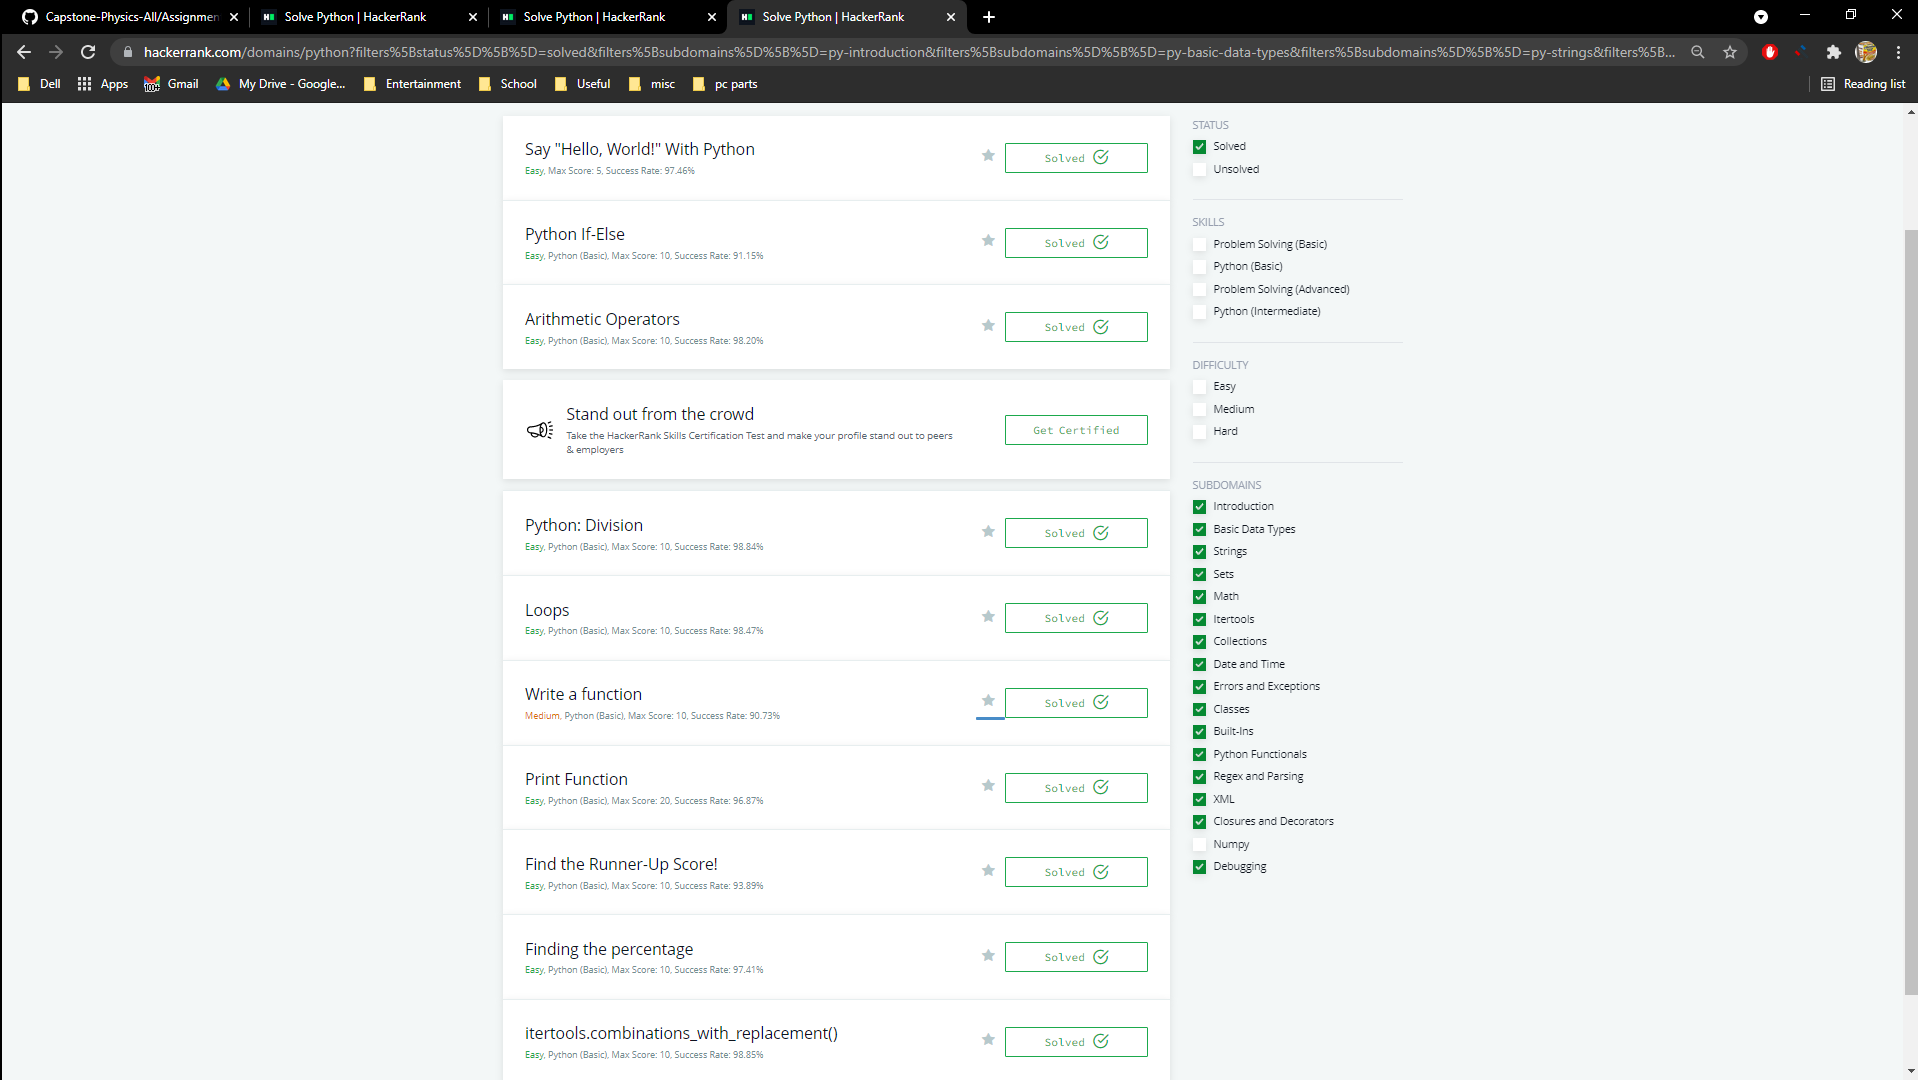 Capstone-Physics-All/Assignmen
Solve Python | HackerRank
Solve Python | HackerRank
Solve Python | HackerRank
hackerrank.com/domains/python?filters%5Bstatus%5D%5B%5D=solved&filters%5Bsubdomains%5D%5B%5D=py-introduction&filters%5Bsubdomains%5D%5B%5D=py-basic-data-types&filters%5Bsubdomains%5D%5B%5D=py-strings&filters%5B...
Dell Apps Gmail My Drive - Google... Entertainment School Useful misc pc parts Reading list
Say "Hello, World!" With Python
Easy, Max Score: 5, Success Rate: 97.46%
Solved
Python If-Else
Easy, Python (Basic), Max Score: 10, Success Rate: 91.15%
Solved
Arithmetic Operators
Easy, Python (Basic), Max Score: 10, Success Rate: 98.20%
Solved
Stand out from the crowd
Take the HackerRank Skills Certification Test and make your profile stand out to peers
& employers
Get Certified
Python: Division
Easy, Python (Basic), Max Score: 10, Success Rate: 98.84%
Solved
Loops
Easy, Python (Basic), Max Score: 10, Success Rate: 98.47%
Solved
Write a function
Medium, Python (Basic), Max Score: 10, Success Rate: 90.73%
Solved
Print Function
Easy, Python (Basic), Max Score: 20, Success Rate: 96.87%
Solved
Find the Runner-Up Score!
Easy, Python (Basic), Max Score: 10, Success Rate: 93.89%
Solved
Finding the percentage
Easy, Python (Basic), Max Score: 10, Success Rate: 97.41%
Solved
itertools.combinations_with_replacement()
Easy, Python (Basic), Max Score: 10, Success Rate: 98.85%
Solved
STATUS
Solved
Unsolved
SKILLS
Problem Solving (Basic)
Python (Basic)
Problem Solving (Advanced)
Python (Intermediate)
DIFFICULTY
Easy
Medium
Hard
SUBDOMAINS
Introduction
Basic Data Types
Strings
Sets
Math
Itertools
Collections
Date and Time
Errors and Exceptions
Classes
Built-Ins
Python Functionals
Regex and Parsing
XML
Closures and Decorators
Numpy
Debugging